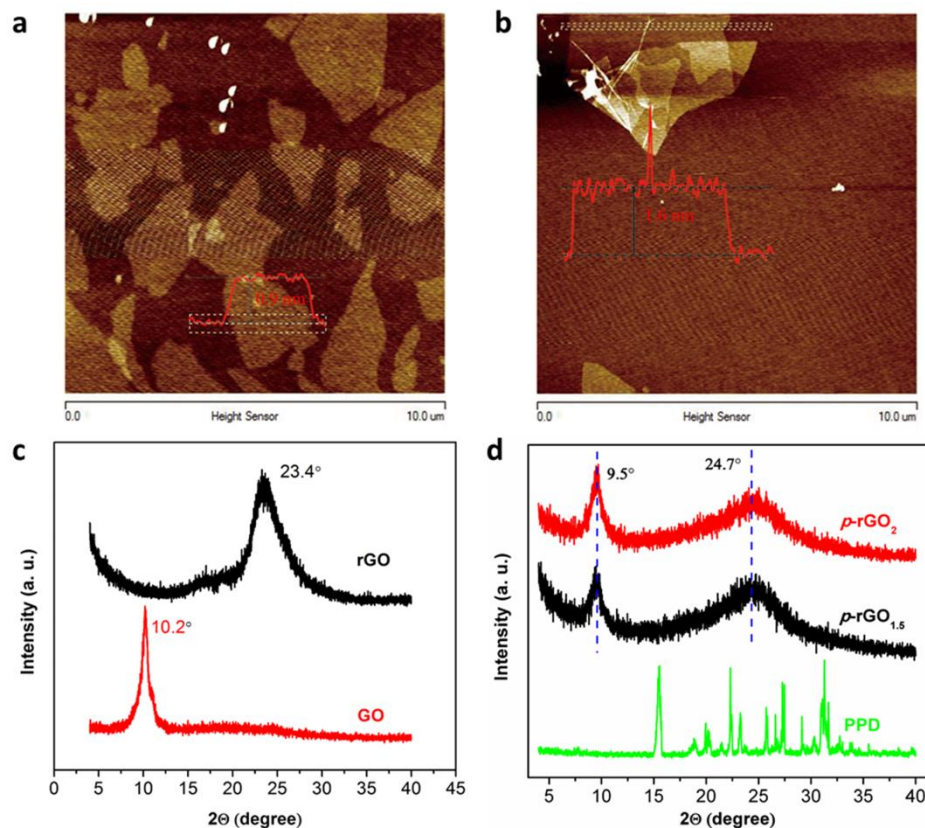 a
b
0.9 nm
1.6 nm
0.0 Height Sensor 10.0 um
0.0 Height Sensor 10.0 um
c
23.4°
rGO
10.2°
GO
Intensity (a. u.)
0 5 10 15 20 25 30 35 40 45
2Θ (degree)
d
9.5°
24.7°
p-rGO2
p-rGO1.5
PPD
Intensity (a. u.)
5 10 15 20 25 30 35 40
2Θ (degree)